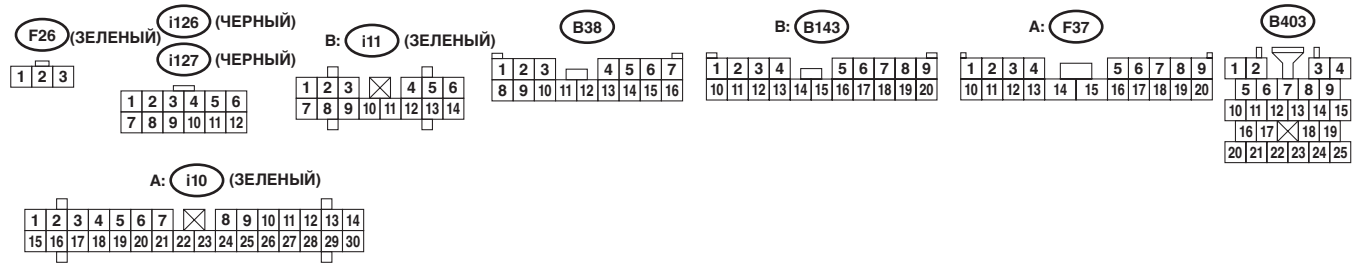 F26 (ЗЕЛЕНЫЙ)
1 2 3
i126 (ЧЕРНЫЙ)
i127 (ЧЕРНЫЙ)
1 2 3 4 5 6
7 8 9 10 11 12
B: i11 (ЗЕЛЕНЫЙ)
1 2 3 4 5 6
7 8 9 10 11 12 13 14
B38
1 2 3 4 5 6 7
8 9 10 11 12 13 14 15 16
B: B143
1 2 3 4 5 6 7 8 9
10 11 12 13 14 15 16 17 18 19 20
A: F37
1 2 3 4 5 6 7 8 9
10 11 12 13 14 15 16 17 18 19 20
B403
1 2 3 4
5 6 7 8 9
10 11 12 13 14 15
16 17 18 19
20 21 22 23 24 25
A: i10 (ЗЕЛЕНЫЙ)
1 2 3 4 5 6 7 8 9 10 11 12 13 14
15 16 17 18 19 20 21 22 23 24 25 26 27 28 29 30